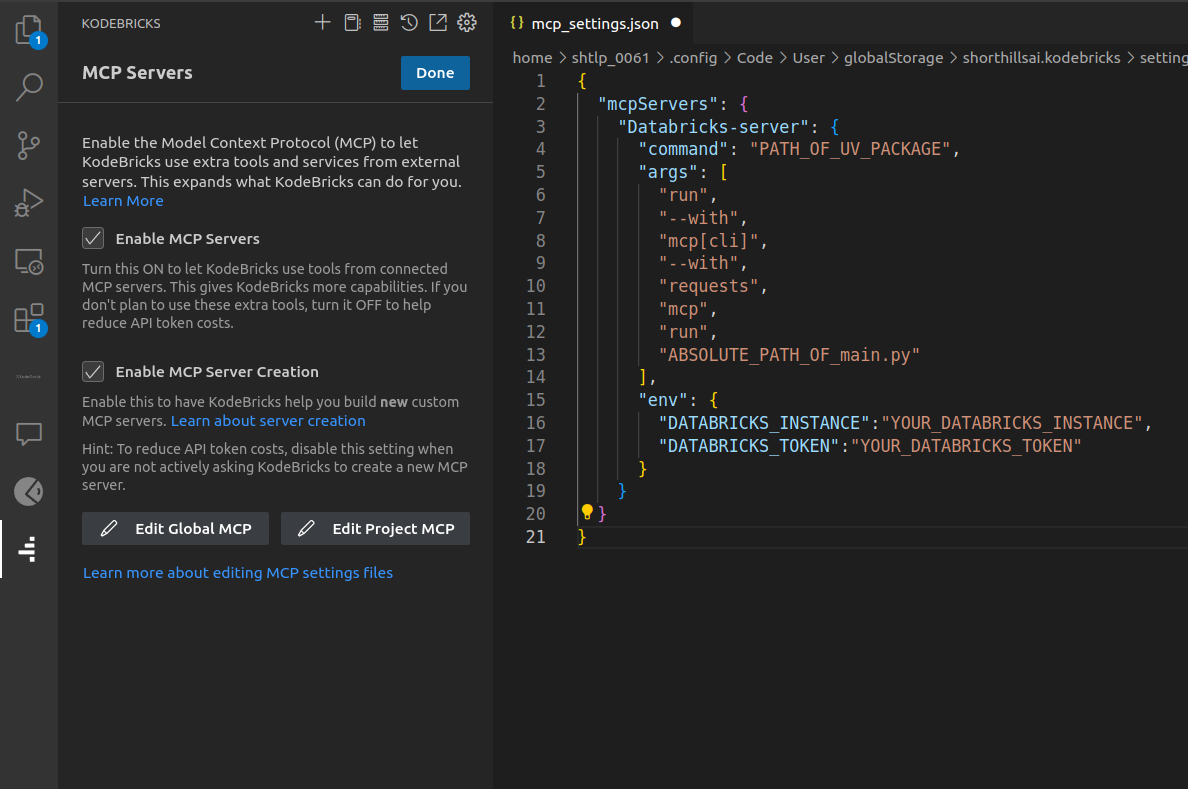 KODEBRICKS
MCP Servers
Done
Enable the Model Context Protocol (MCP) to let
KodeBricks use extra tools and services from external
servers. This expands what KodeBricks can do for you.
Learn More
Enable MCP Servers
Turn this ON to let KodeBricks use tools from connected
MCP servers. This gives KodeBricks more capabilities. If you
don't plan to use these extra tools, turn it OFF to help
reduce API token costs.
Enable MCP Server Creation
Enable this to have KodeBricks help you build new custom
MCP servers. Learn about server creation
Hint: To reduce API token costs, disable this setting when
you are not actively asking KodeBricks to create a new MCP
server.
Edit Global MCP
Edit Project MCP
Learn more about editing MCP settings files
1
1
{} mcp_settings.json
home > shtlp_0061 > .config > Code > User > globalStorage > shorthillsai.kodebricks > setting
1 {
2 "mcpServers": {
3 "Databricks-server": {
4 "command": "PATH_OF_UV_PACKAGE",
5 "args": [
6 "run",
7 "--with",
8 "mcp[cli]",
9 "--with",
10 "requests",
11 "mcp",
12 "run",
13 "ABSOLUTE_PATH_OF_main.py"
14 ],
15 "env": {
16 "DATABRICKS_INSTANCE":"YOUR_DATABRICKS_INSTANCE",
17 "DATABRICKS_TOKEN":"YOUR_DATABRICKS_TOKEN"
18 }
19 }
20 }
21 }